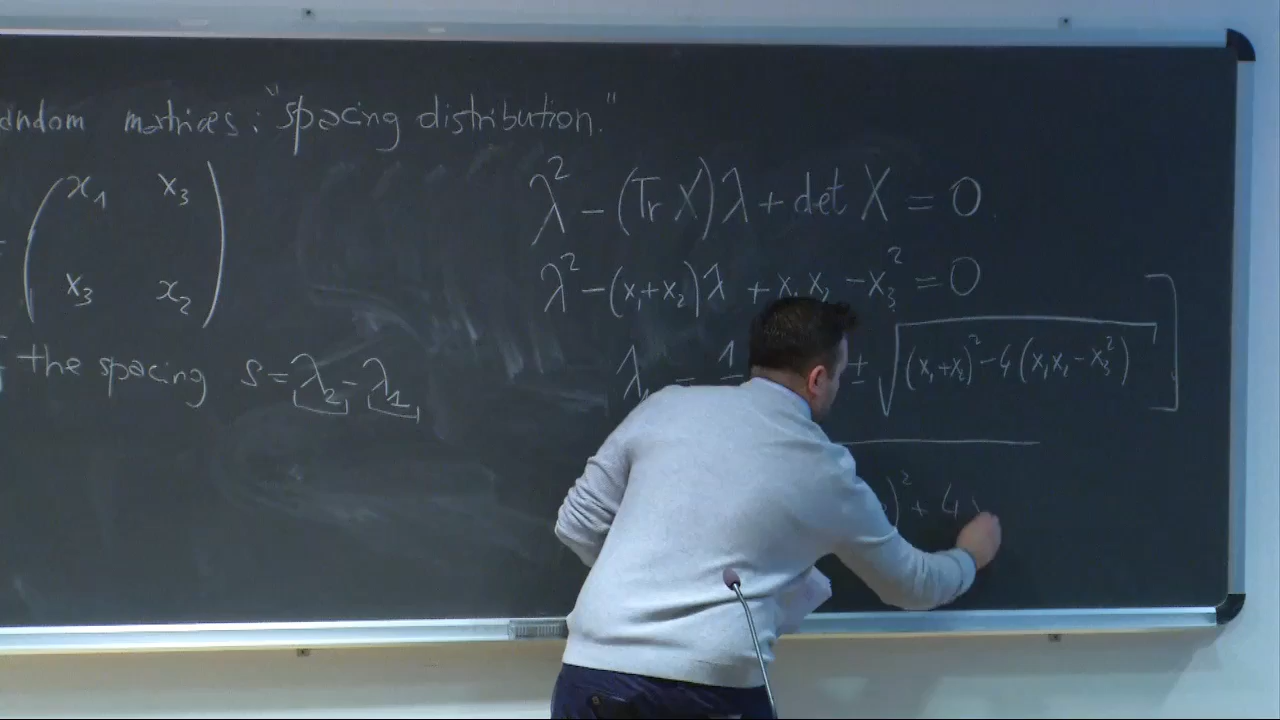 andom matrices: "spacing distribution."
( x₁ x₃
x₃ x₂ )
the spacing s = λ₂ - λ₁
λ² - (Tr X)λ + det X = 0
λ² - (x₁+x₂)λ + x₁x₂ - x₃² = 0
± √((x₁+x₂)² - 4(x₁x₂ - x₃²)) ]
)² + 4